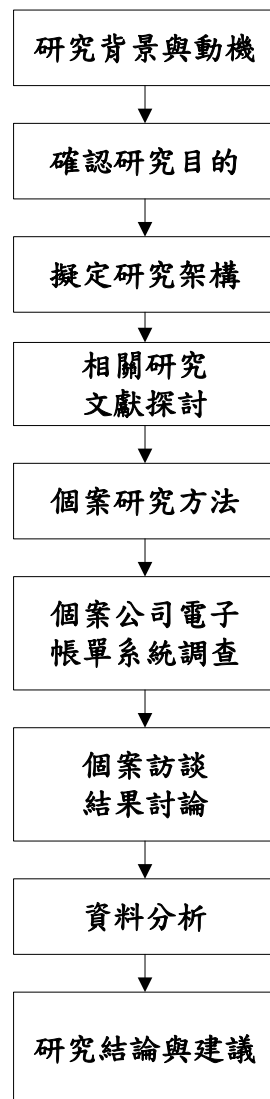 研究背景與動機
確認研究目的
擬定研究架構
相關研究
文獻探討
個案研究方法
個案公司電子
帳單系統調查
個案訪談
結果討論
資料分析
研究結論與建議